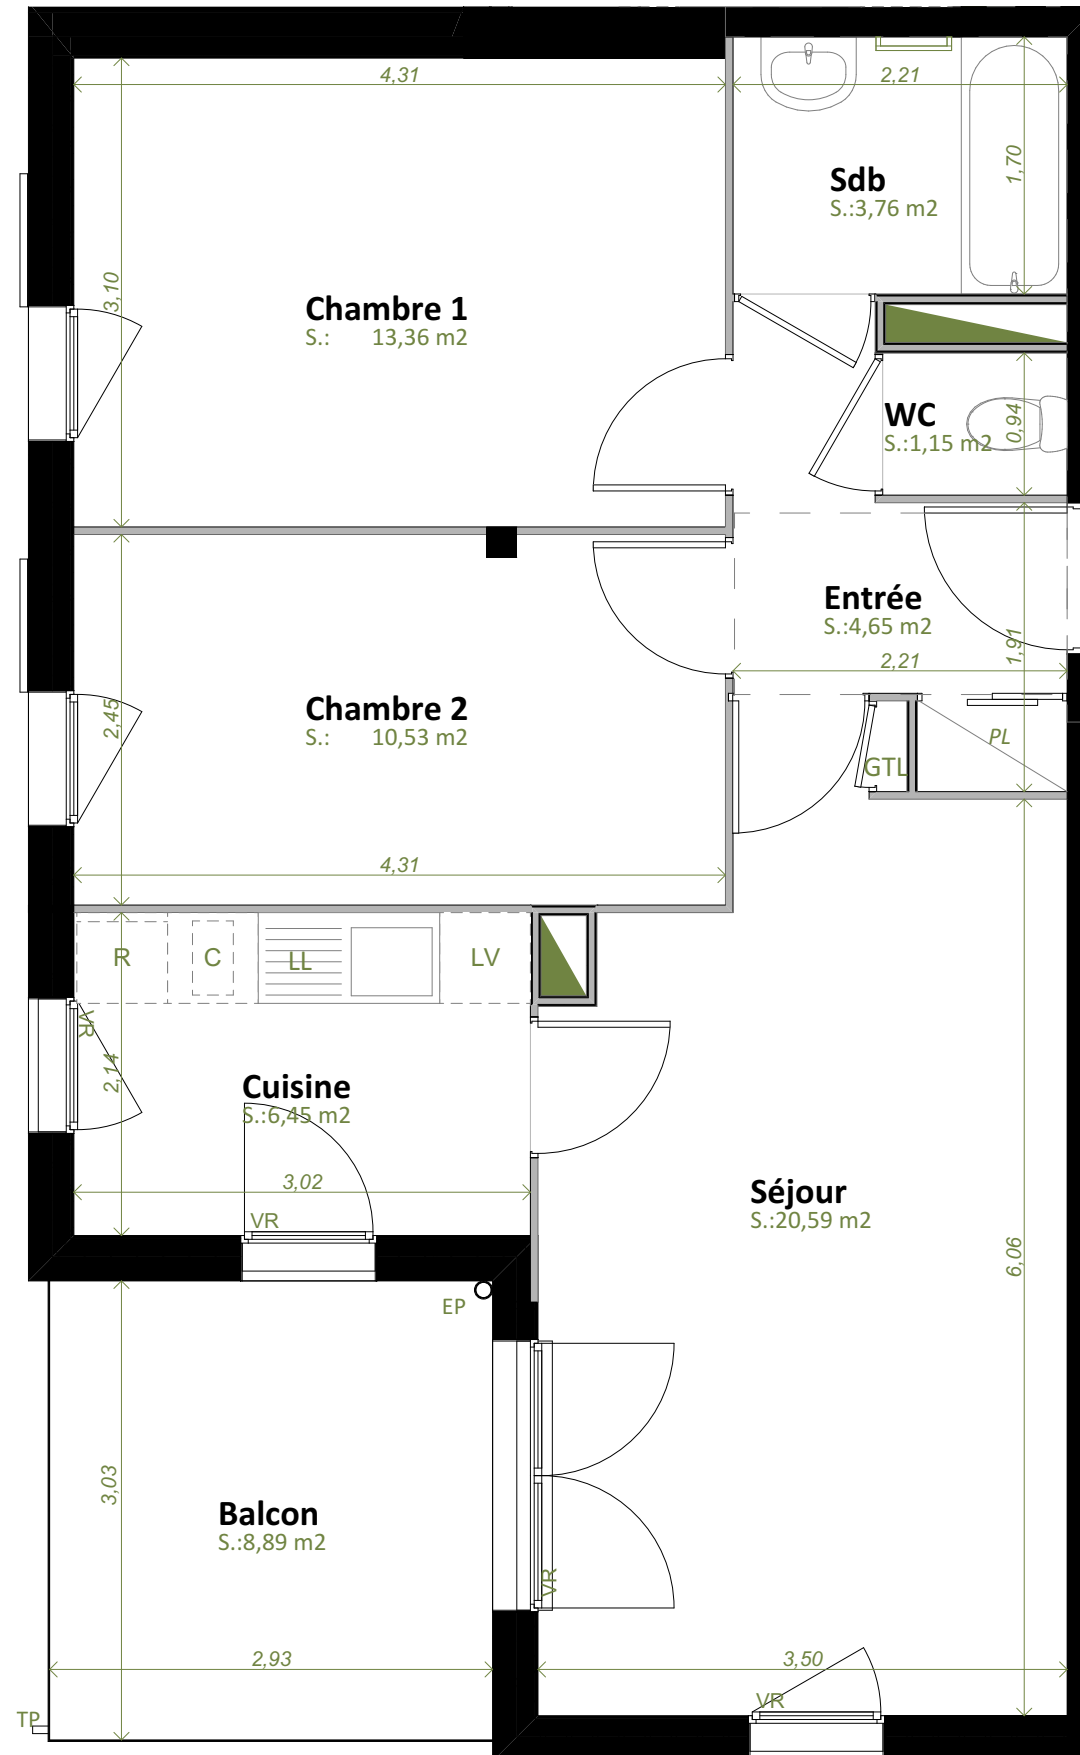 4,31
2,21
Sdb
S.:3,76 m2
1,70
3,10
Chambre 1
S.: 13,36 m2
WC
S.:1,15 m2
0,94
Entrée
S.:4,65 m2
1,91
2,21
Chambre 2
S.: 10,53 m2
2,45
PL
GTL
4,31
R
C
LL
LV
VR
2,14
Cuisine
S.:6,45 m2
3,02
VR
Séjour
S.:20,59 m2
6,06
EP
3,03
Balcon
S.:8,89 m2
VR
2,93
3,50
VR
TP